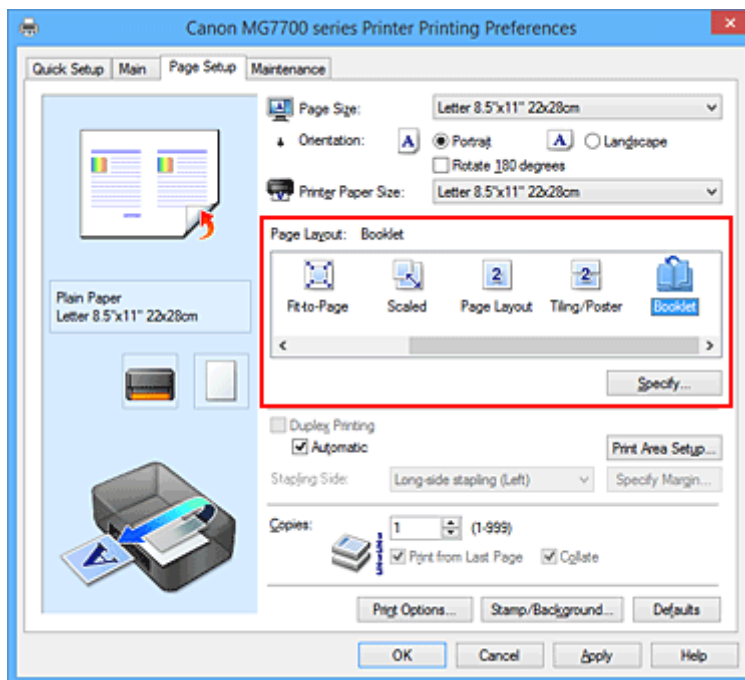 Canon MG7700 series Printer Printing Preferences
Quick Setup Main Page Setup Maintenance
Page Size: Letter 8.5"x11" 22x28cm
Orientation: A Portrait A Landscape
Rotate 180 degrees
Printer Paper Size: Letter 8.5"x11" 22x28cm
Page Layout: Booklet
Fit-to-Page Scaled Page Layout Tiling/Poster Booklet
Specify...
Plain Paper
Letter 8.5"x11" 22x28cm
Duplex Printing
Automatic Print Area Setup...
Stapling Side: Long-side stapling (Left) Specify Margin...
Copies: 1 (1-999)
Print from Last Page Collate
Print Options... Stamp/Background... Defaults
OK Cancel Apply Help